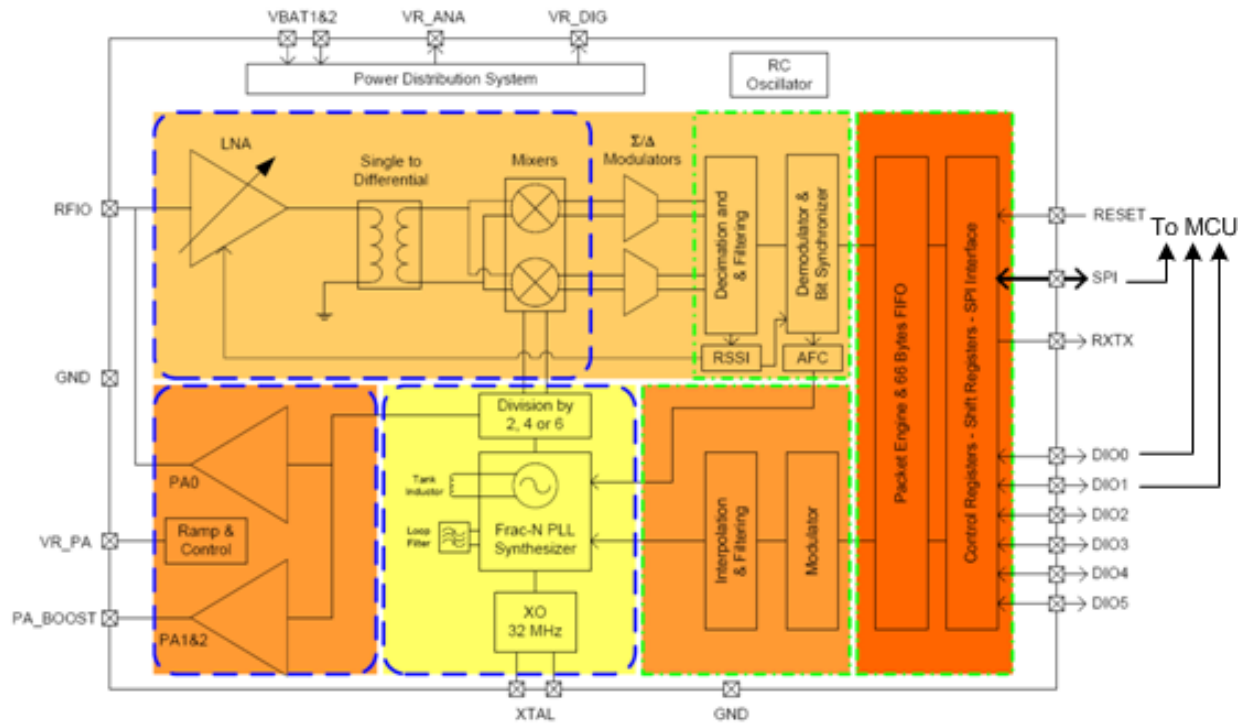 VBAT1&2
VR_ANA
VR_DIG
Power Distribution System
RC
Oscillator
LNA
Single to
Differential
Mixers
Σ/Δ
Modulators
Decimation and
& Filtering
Demodulator &
Bit Synchronizer
RSSI
AFC
RFIO
GND
Division by
2, 4 or 6
Tank
Inductor
Loop
Filter
Frac-N PLL
Synthesizer
XO
32 MHz
Interpolation
& Filtering
Modulator
PA0
Ramp &
Control
PA1&2
VR_PA
PA_BOOST
Packet Engine & 66 Bytes FIFO
Control Registers - Shift Registers - SPI Interface
RESET
To MCU
SPI
RXTX
DIO0
DIO1
DIO2
DIO3
DIO4
DIO5
XTAL
GND